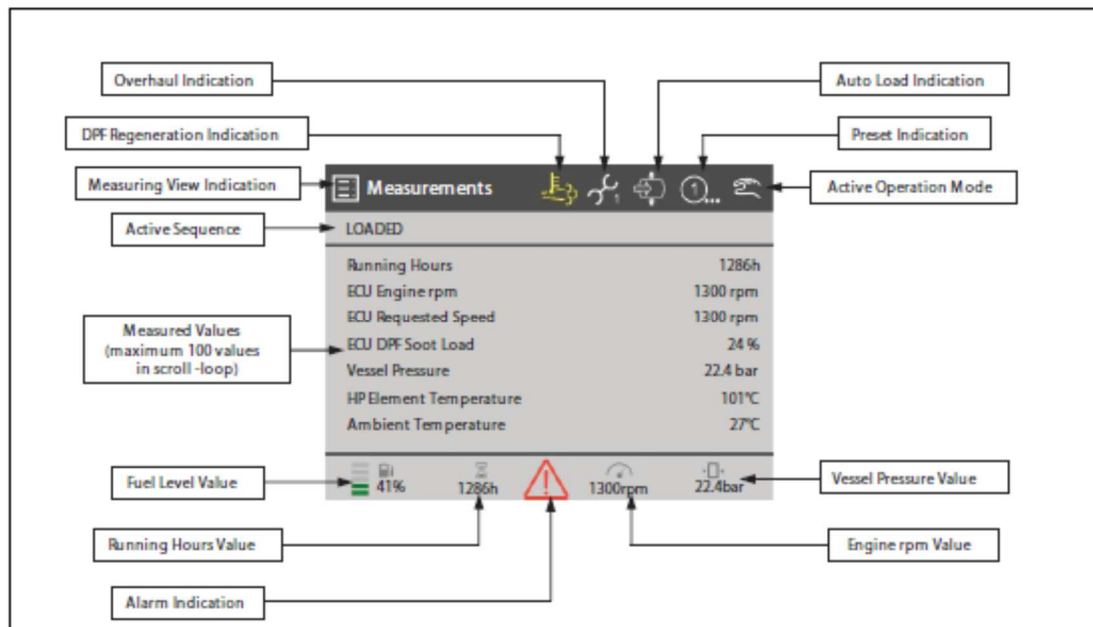 Overhaul Indication
Auto Load Indication
DPF Regeneration Indication
Preset Indication
Measuring View Indication
Measurements
1
1...
Active Operation Mode
Active Sequence
LOADED
Running Hours 1286h
ECU Engine rpm 1300 rpm
ECU Requested Speed 1300 rpm
Measured Values
(maximum 100 values
in scroll -loop)
ECU DPF Soot Load 24 %
Vessel Pressure 22.4 bar
HP Element Temperature 101°C
Ambient Temperature 27°C
Fuel Level Value
41%
1286h
1300rpm
22.4bar
Vessel Pressure Value
Running Hours Value
Engine rpm Value
Alarm Indication